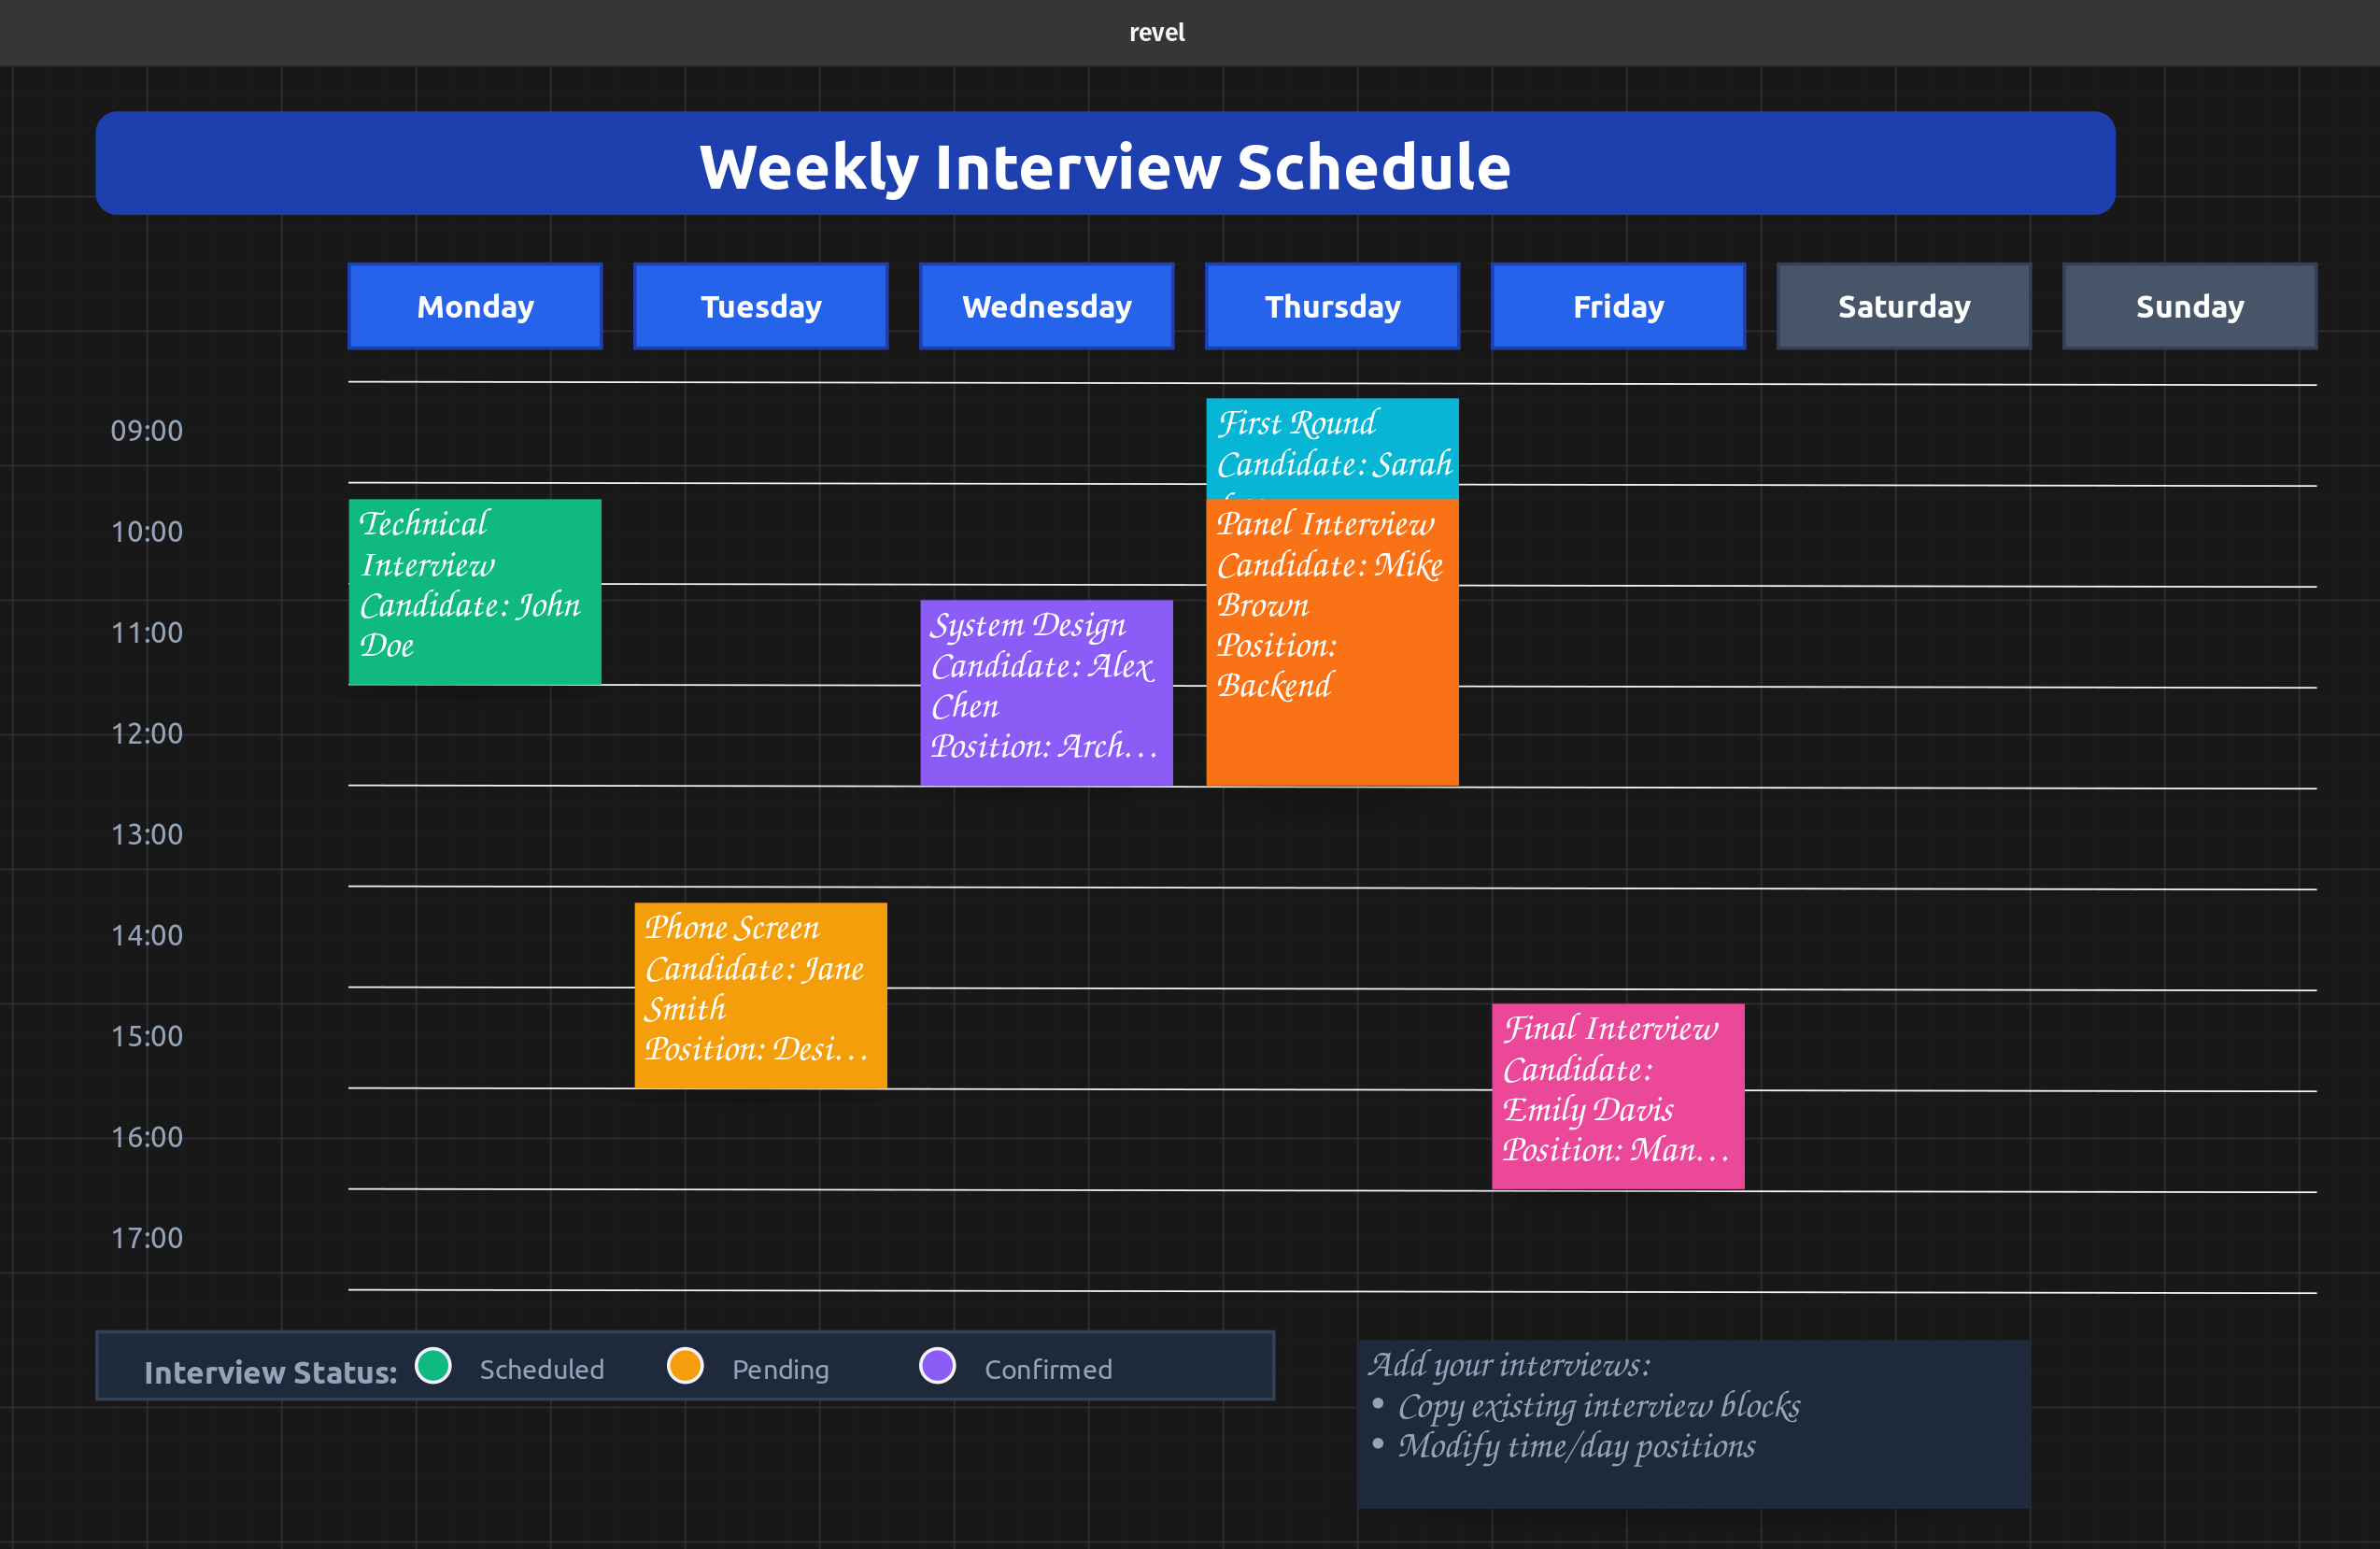 revel
Weekly Interview Schedule
Monday
Tuesday
Wednesday
Thursday
Friday
Saturday
Sunday
09:00
10:00
11:00
12:00
13:00
14:00
15:00
16:00
17:00
Technical
Interview
Candidate: John
Doe
Phone Screen
Candidate: Jane
Smith
Position: Desi...
System Design
Candidate: Alex
Chen
Position: Arch...
First Round
Candidate: Sarah
Panel Interview
Candidate: Mike
Brown
Position:
Backend
Final Interview
Candidate:
Emily Davis
Position: Man...
Interview Status:
Scheduled
Pending
Confirmed
Add your interviews:
• Copy existing interview blocks
• Modify time/day positions